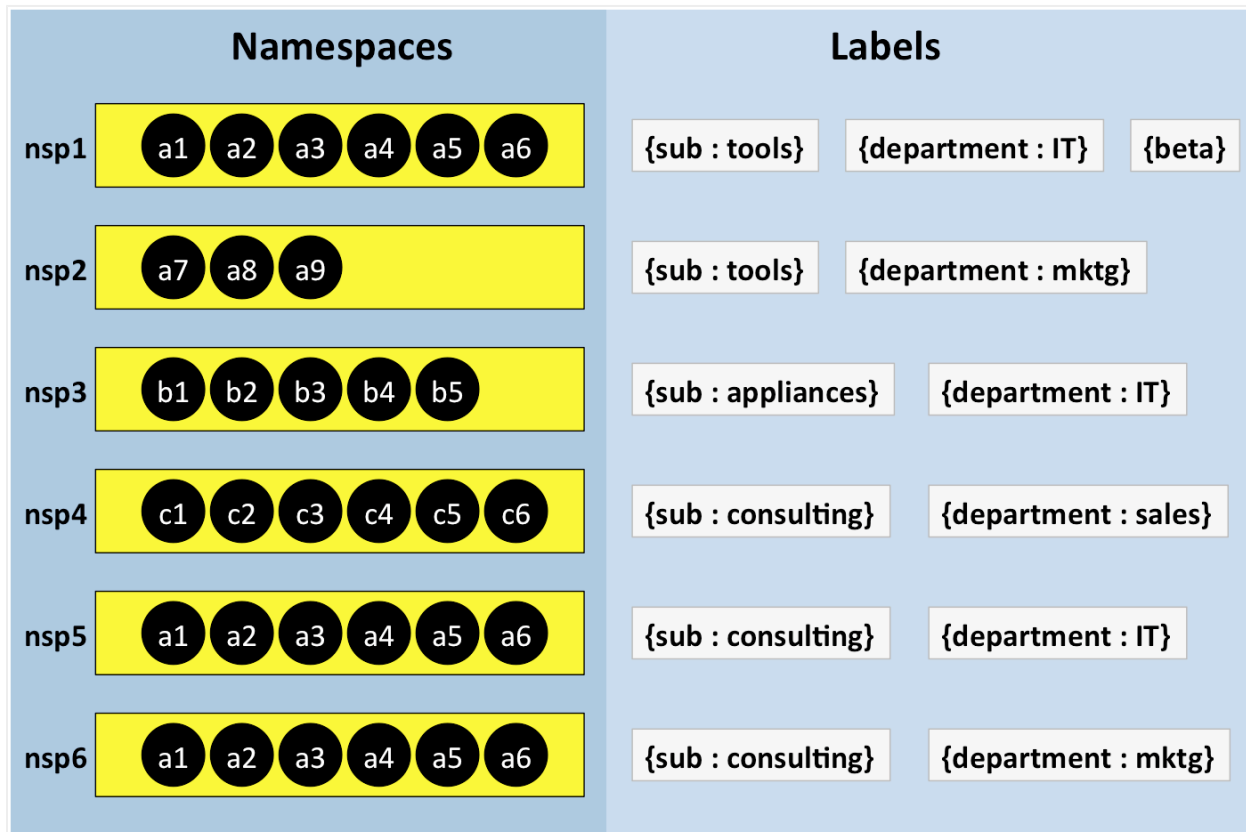 Namespaces Labels
nsp1 a1 a2 a3 a4 a5 a6 {sub : tools} {department : IT} {beta}
nsp2 a7 a8 a9 {sub : tools} {department : mktg}
nsp3 b1 b2 b3 b4 b5 {sub : appliances} {department : IT}
nsp4 c1 c2 c3 c4 c5 c6 {sub : consulting} {department : sales}
nsp5 a1 a2 a3 a4 a5 a6 {sub : consulting} {department : IT}
nsp6 a1 a2 a3 a4 a5 a6 {sub : consulting} {department : mktg}